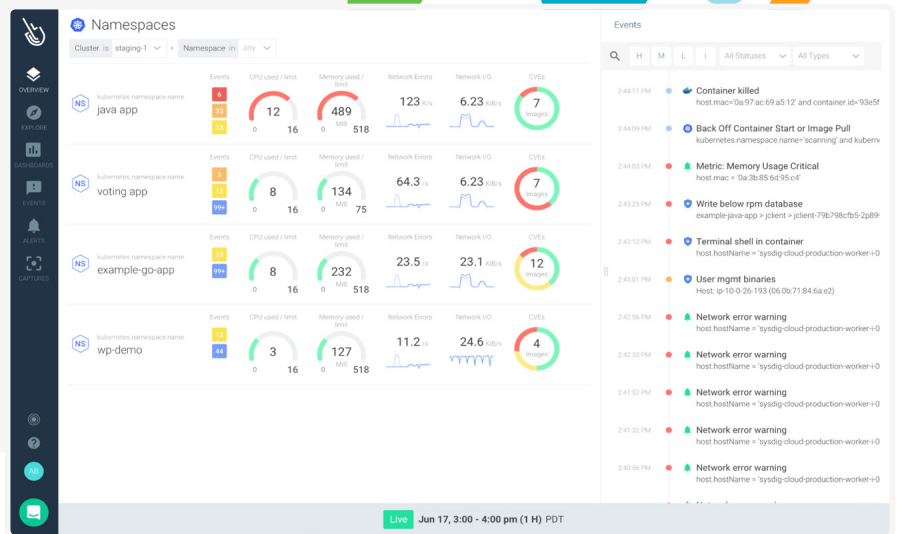 Namespaces
Cluster is staging-1 + Namespace in any
OVERVIEW
EXPLORE
DASHBOARDS
EVENTS
ALERTS
CAPTURES
AB
Events CPU used / limit Memory used / limit Network Errors Network I/O CVEs
NS kubernetes.namespace.name
java app
6
33
23
12
0 16
489
MiB
0 518
123 K/s
6.23 KiB/s
7
Images
Events CPU used / limit Memory used / limit Network Errors Network I/O CVEs
NS kubernetes.namespace.name
voting app
3
12
99+
8
0 16
134
MiB
0 75
64.3 /s
6.23 KiB/s
7
Images
Events CPU used / limit Memory used / limit Network Errors Network I/O CVEs
NS kubernetes.namespace.name
example-go-app
23
99+
8
0 16
232
MiB
0 518
23.5 /s
23.1 KiB/s
12
Images
Events CPU used / limit Memory used / limit Network Errors Network I/O CVEs
NS kubernetes.namespace.name
wp-demo
12
44
3
0 16
127
MiB
0 518
11.2 /s
24.6 KiB/s
4
Images
Events
H M L I All Statuses All Types
2:44:11 PM Container killed
host.mac='0a:97:ac:69:a5:12' and container.id='93e5f
2:44:09 PM Back Off Container Start or Image Pull
kubernetes.namespace.name='scanning' and kuberne
2:44:03 PM Metric: Memory Usage Critical
host.mac = '0a:3b:85:6d:95:c4'
2:43:23 PM Write below rpm database
example-java-app > jclient > jclient-79b798cfb5-2p89
2:43:12 PM Terminal shell in container
host.hostName = 'sysdig-cloud-production-worker-i-0
2:43:01 PM User mgmt binaries
Host: ip-10-0-26-193 (06:0b:71:84:6a:e2)
2:42:56 PM Network error warning
host.hostName = 'sysdig-cloud-production-worker-i-0
2:42:33 PM Network error warning
host.hostName = 'sysdig-cloud-production-worker-i-0
2:41:52 PM Network error warning
host.hostName = 'sysdig-cloud-production-worker-i-0
2:41:32 PM Network error warning
host.hostName = 'sysdig-cloud-production-worker-i-0
2:40:56 PM Network error warning
host.hostName = 'sysdig-cloud-production-worker-i-0
Live Jun 17, 3:00 - 4:00 pm (1 H) PDT